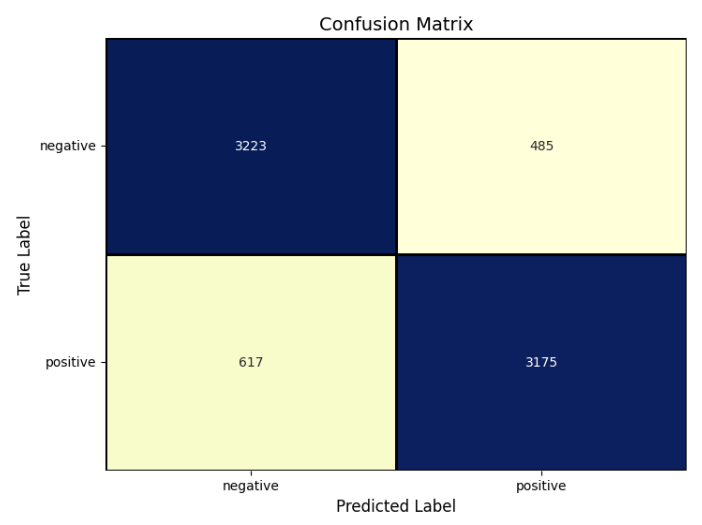 Confusion Matrix
True Label
negative
3223
485
positive
617
3175
negative
positive
Predicted Label